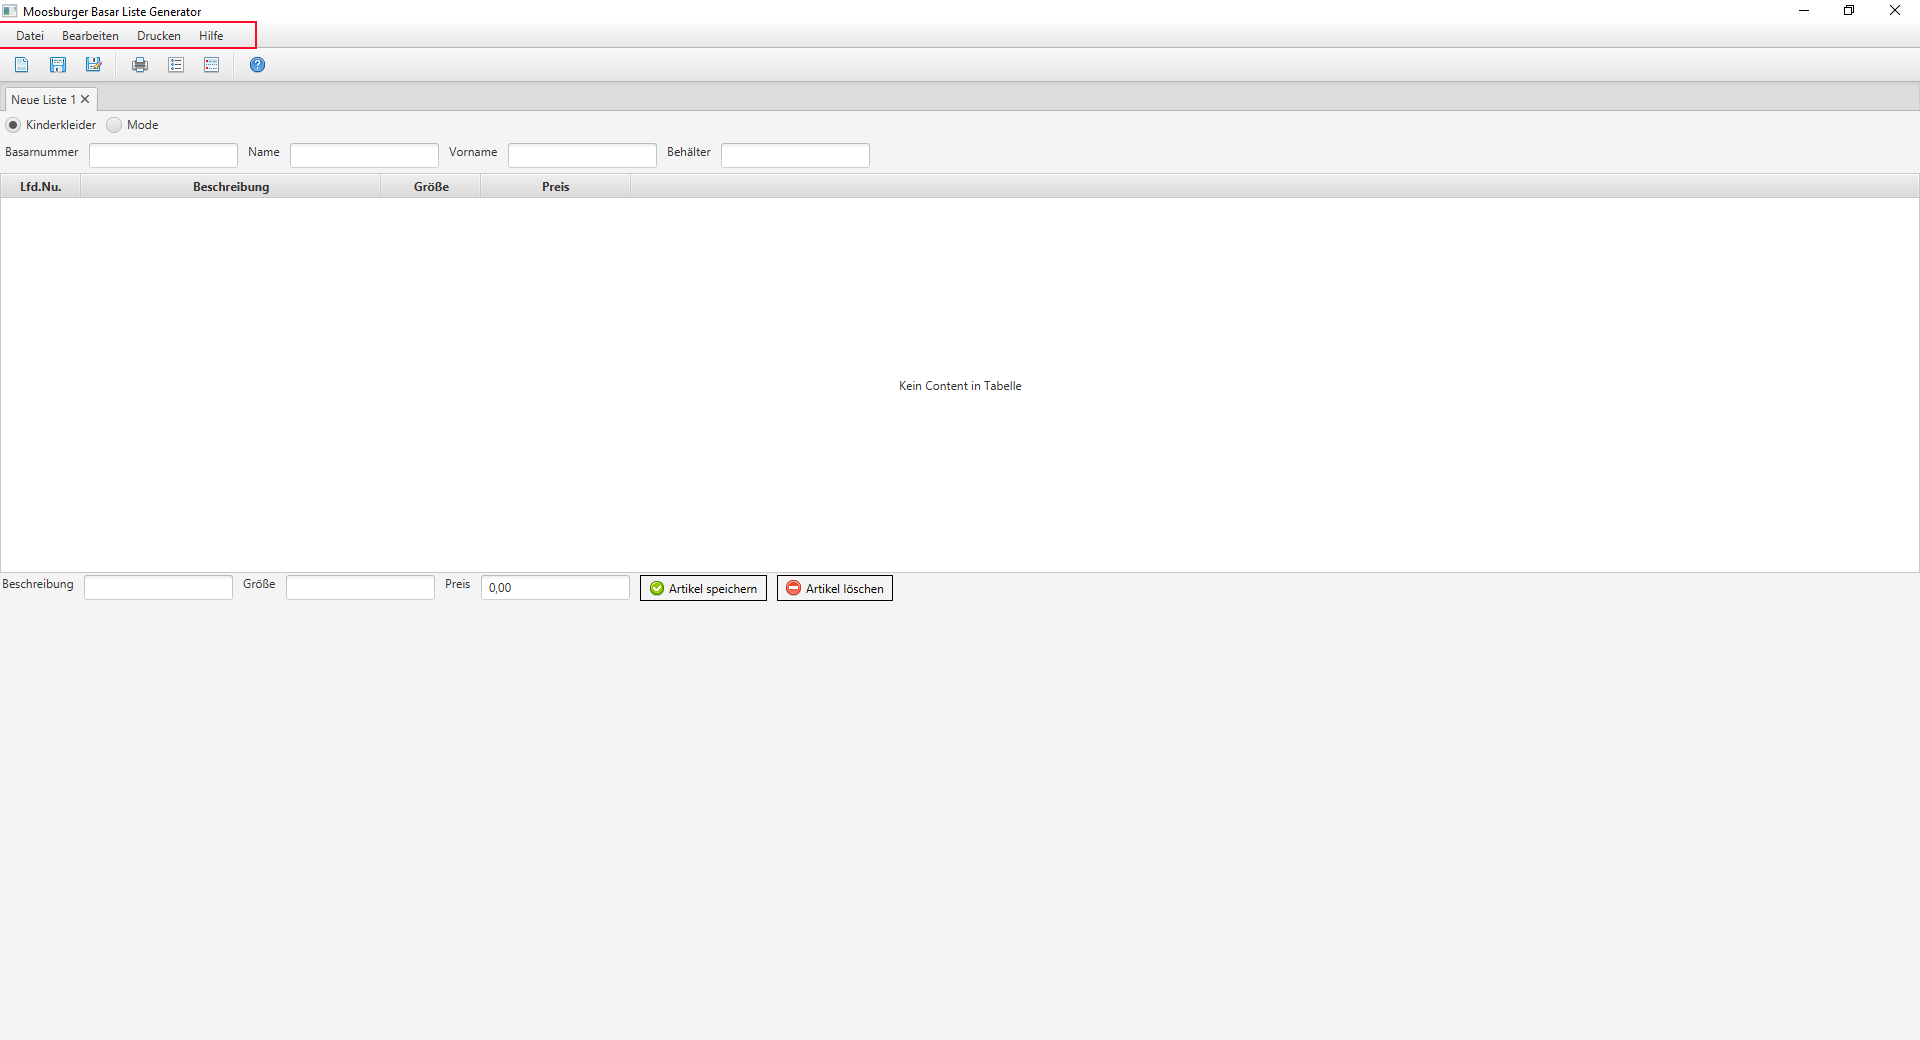 Moosburger Basar Liste Generator
Datei Bearbeiten Drucken Hilfe
?
Neue Liste 1
Kinderkleider Mode
Basarnummer Name Vorname Behälter
Lfd.Nu. Beschreibung Größe Preis
Kein Content in Tabelle
Beschreibung Größe Preis 0,00 Artikel speichern Artikel löschen